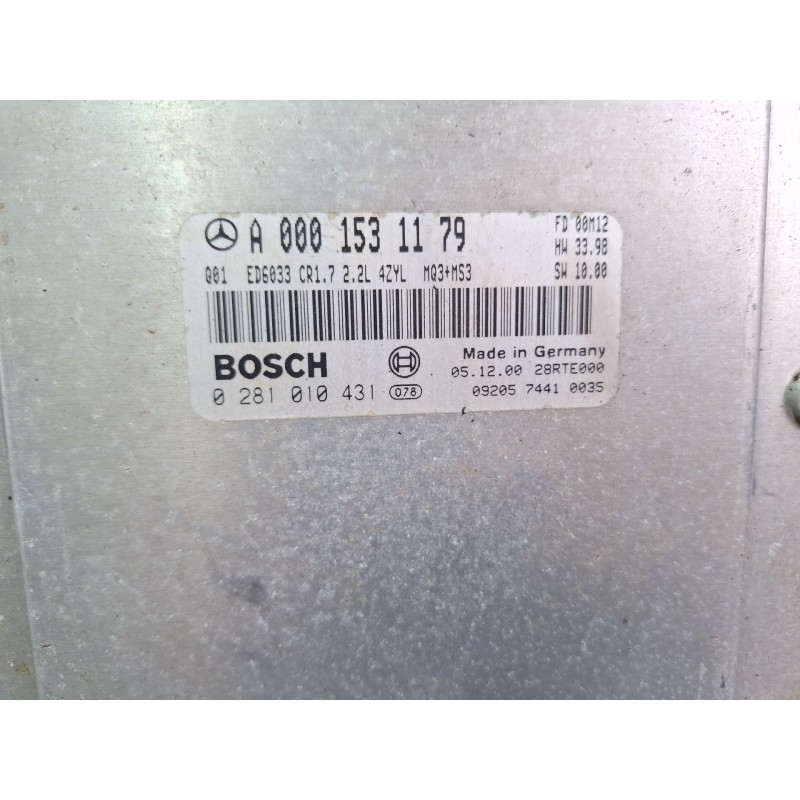 A 000 153 11 79
FD 00M12
HW 33.98
Q01 ED6033 CR1.7 2.2L 4ZYL MQ3+MS3
SW 10.00
BOSCH
Made in Germany
05.12.00 28RTE000
0 281 010 431 078
09205 7441 0035